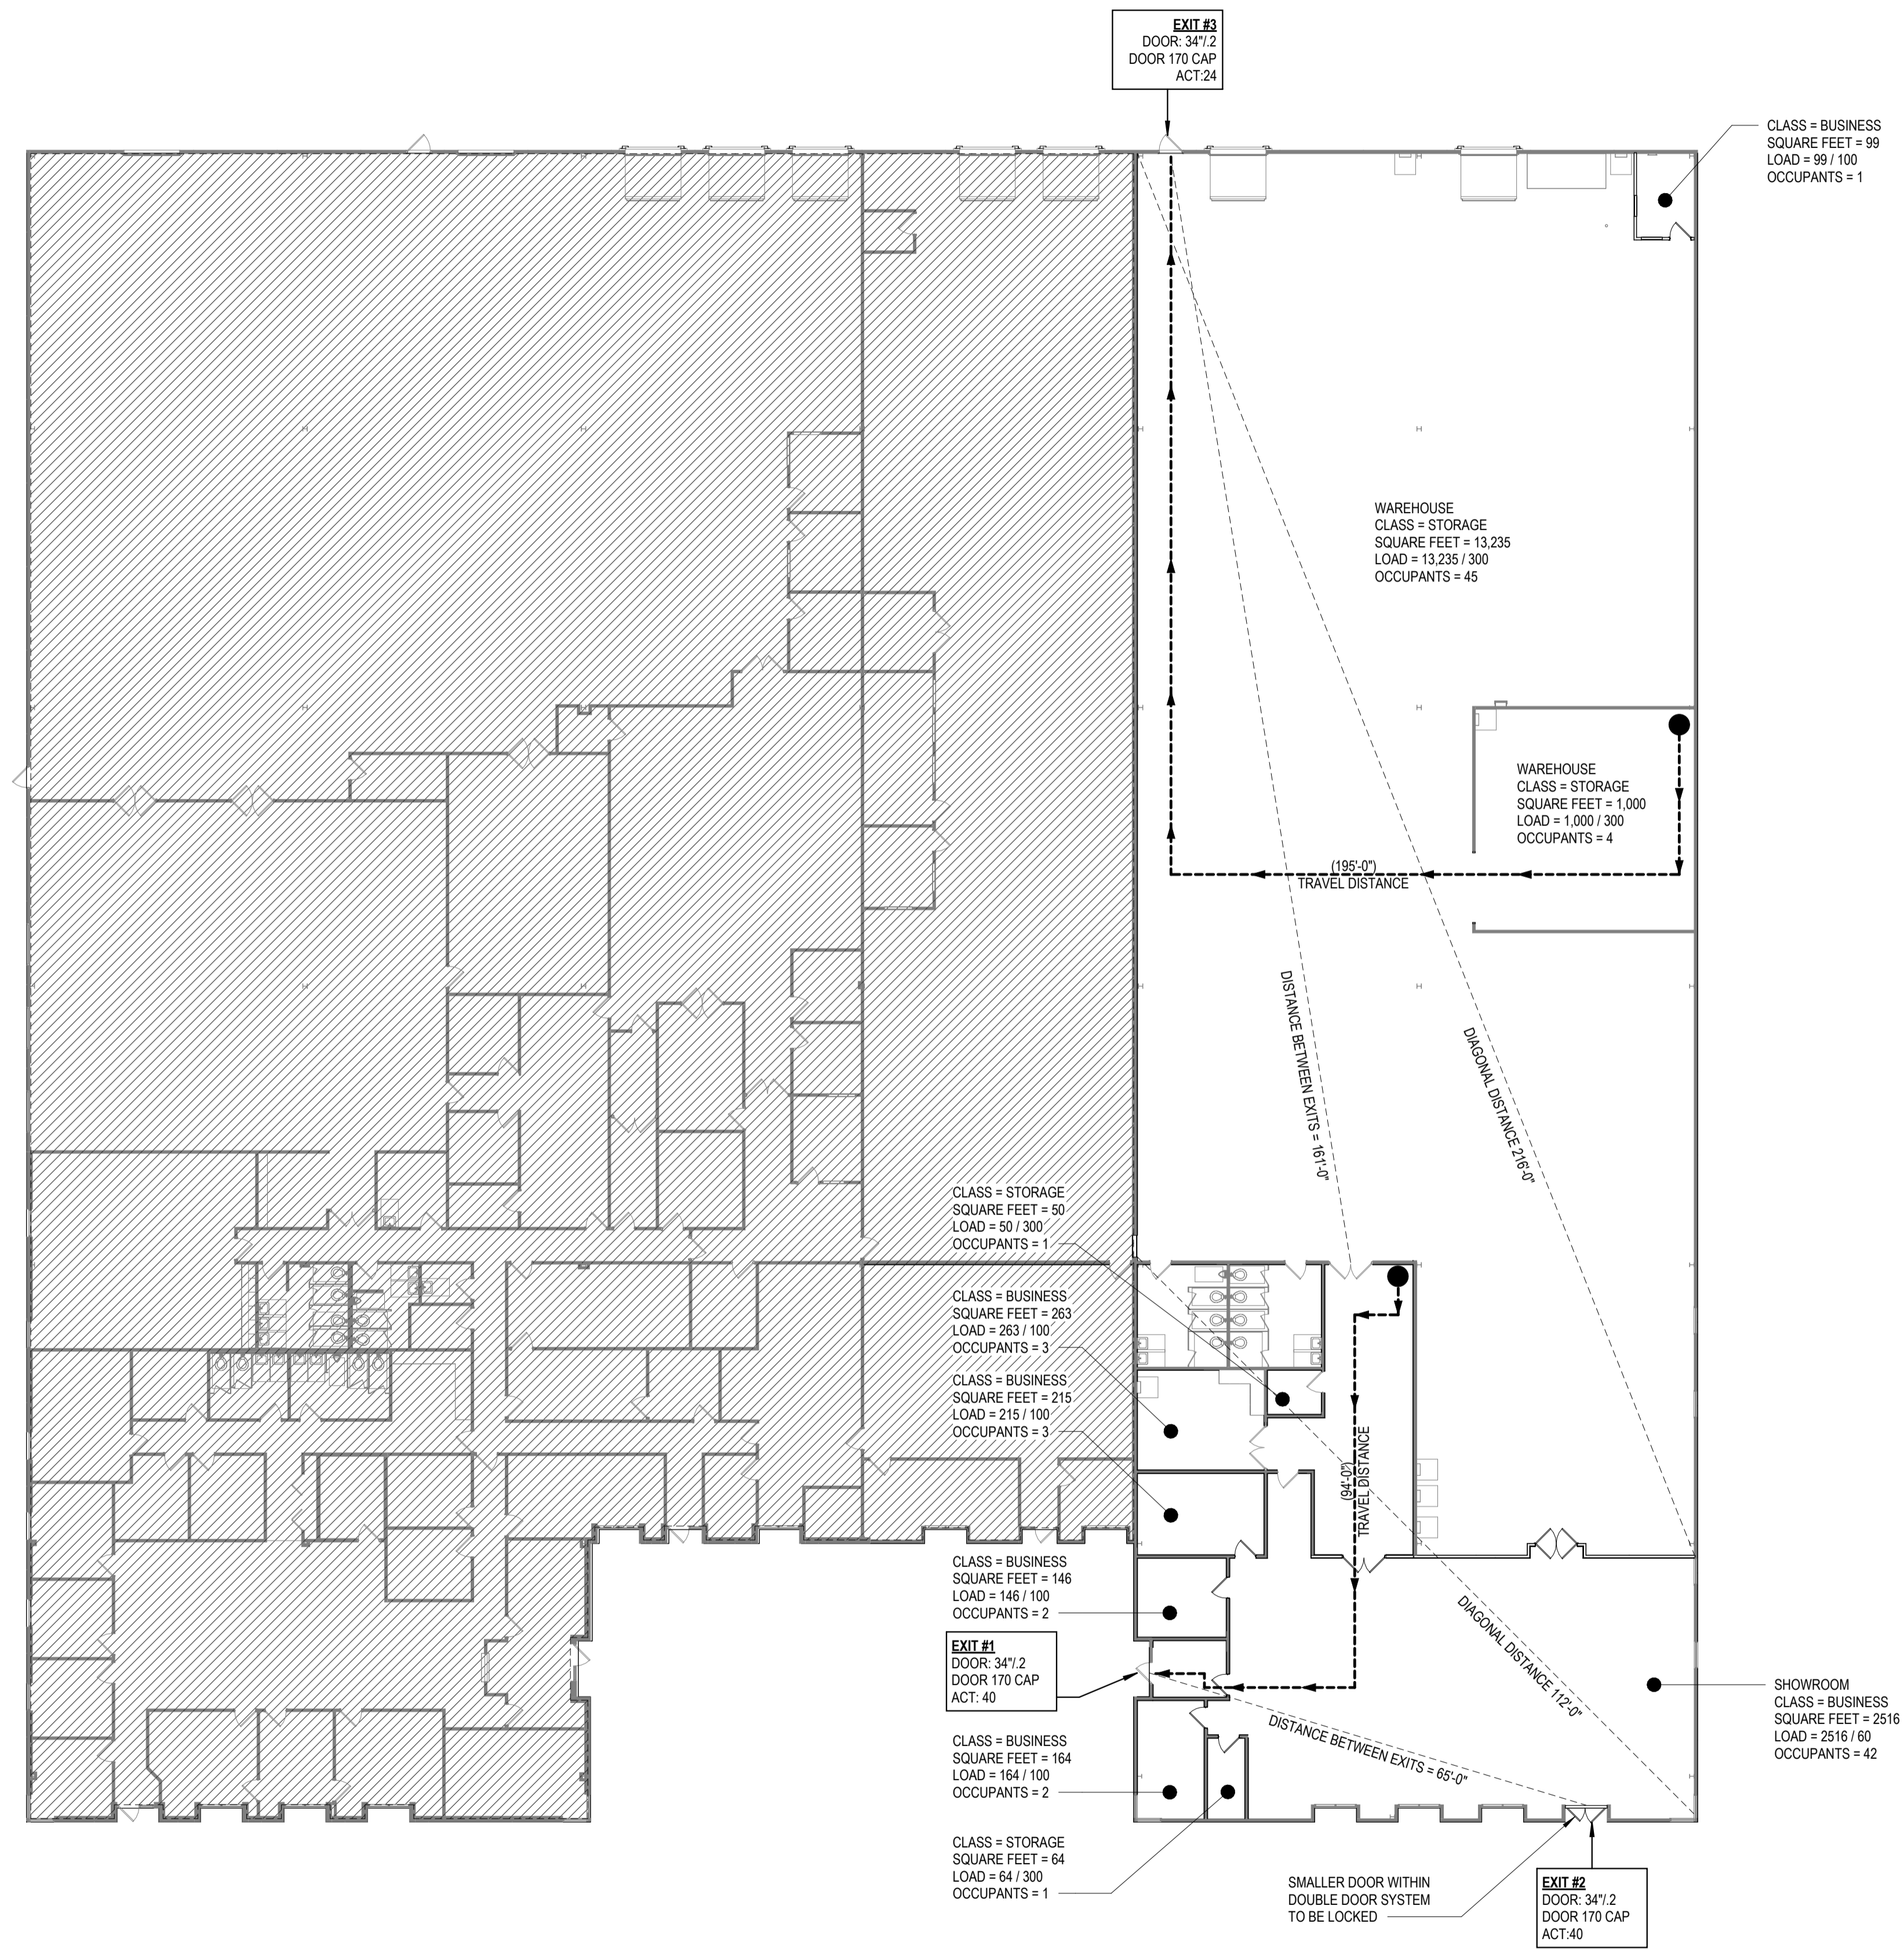 EXIT #3
DOOR: 34"/.2
DOOR 170 CAP
ACT:24
CLASS = BUSINESS
SQUARE FEET = 99
LOAD = 99 / 100
OCCUPANTS = 1
WAREHOUSE
CLASS = STORAGE
SQUARE FEET = 13,235
LOAD = 13,235 / 300
OCCUPANTS = 45
WAREHOUSE
CLASS = STORAGE
SQUARE FEET = 1,000
LOAD = 1,000 / 300
OCCUPANTS = 4
(195'-0")
TRAVEL DISTANCE
DISTANCE BETWEEN EXITS = 161'-0"
DIAGONAL DISTANCE 216'-0"
CLASS = STORAGE
SQUARE FEET = 50
LOAD = 50 / 300
OCCUPANTS = 1
CLASS = BUSINESS
SQUARE FEET = 263
LOAD = 263 / 100
OCCUPANTS = 3
CLASS = BUSINESS
SQUARE FEET = 215
LOAD = 215 / 100
OCCUPANTS = 3
(94'-0")
TRAVEL DISTANCE
CLASS = BUSINESS
SQUARE FEET = 146
LOAD = 146 / 100
OCCUPANTS = 2
EXIT #1
DOOR: 34"/.2
DOOR 170 CAP
ACT: 40
DIAGONAL DISTANCE 112'-0"
DISTANCE BETWEEN EXITS = 65'-0"
SHOWROOM
CLASS = BUSINESS
SQUARE FEET = 2516
LOAD = 2516 / 60
OCCUPANTS = 42
CLASS = BUSINESS
SQUARE FEET = 164
LOAD = 164 / 100
OCCUPANTS = 2
CLASS = STORAGE
SQUARE FEET = 64
LOAD = 64 / 300
OCCUPANTS = 1
SMALLER DOOR WITHIN
DOUBLE DOOR SYSTEM
TO BE LOCKED
EXIT #2
DOOR: 34"/.2
DOOR 170 CAP
ACT:40